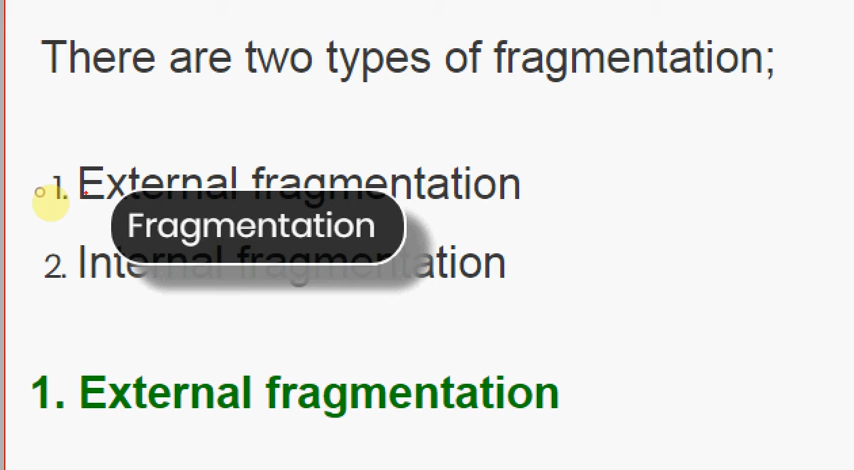 There are two types of fragmentation;
1. External fragmentation
Fragmentation
2. Internal fragmentation
1. External fragmentation